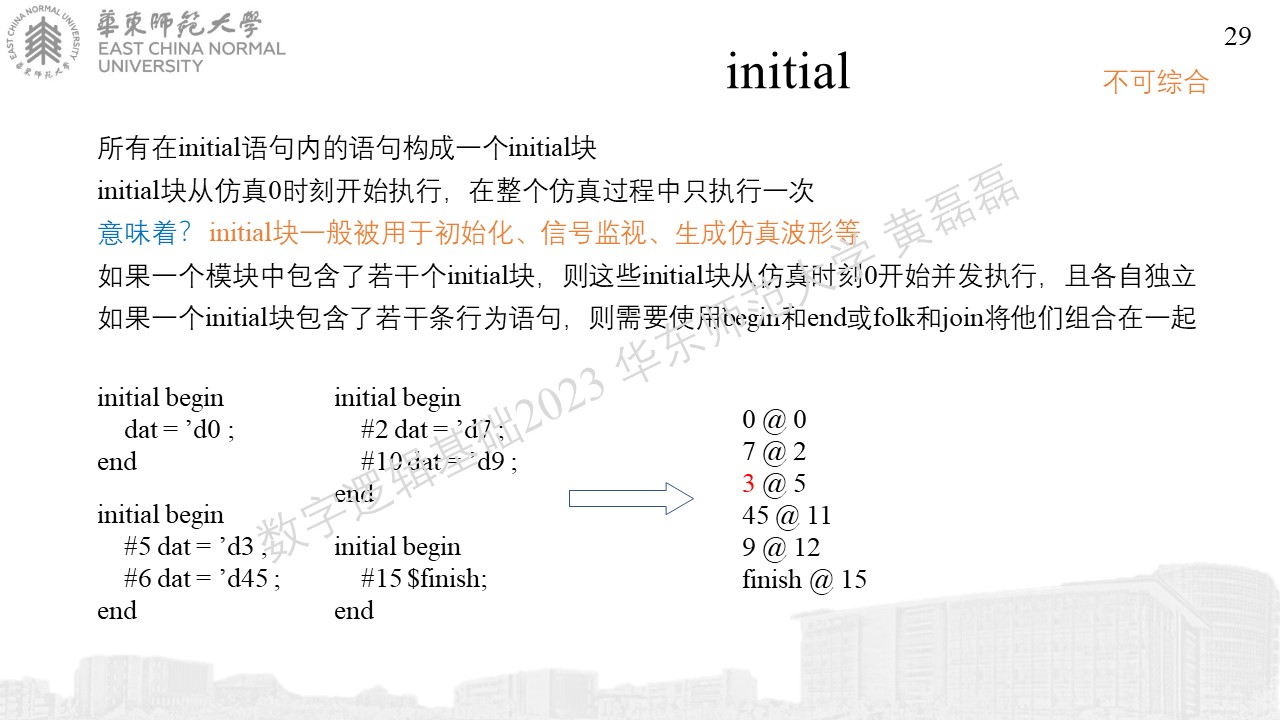 華東師範大學
EAST CHINA NORMAL
UNIVERSITY
29
initial
不可综合
所有在initial语句内的语句构成一个initial块
initial块从仿真0时刻开始执行，在整个仿真过程中只执行一次
意味着？ initial块一般被用于初始化、信号监视、生成仿真波形等
如果一个模块中包含了若干个initial块，则这些initial块从仿真时刻0开始并发执行，且各自独立
如果一个initial块包含了若干条行为语句，则需要使用begin和end或folk和join将他们组合在一起
initial begin
dat = ’d0 ;
end
initial begin
#5 dat = ’d3 ;
#6 dat = ’d45 ;
end
initial begin
#2 dat = ’d7 ;
#10 dat = ’d9 ;
end
initial begin
#15 $finish;
end
0 @ 0
7 @ 2
3 @ 5
45 @ 11
9 @ 12
finish @ 15
数字逻辑基础2023 华东师范大学 黄磊磊
EAST CHINA NORMAL UNIVERSITY
華東師範大學